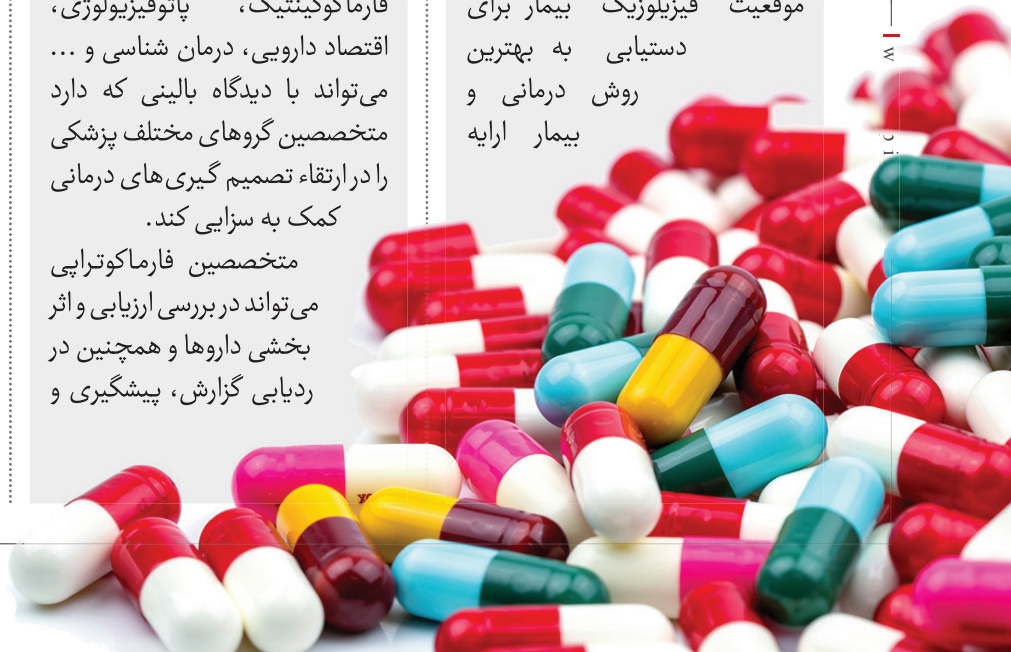 موقعیت فیزیلوزیک بیمار برای
دستیابی به بهترین
روش درمانی و
بیمار ارایه
فارماکوکینتیک، پاتوفیزیولوژی،
اقتصاد دارویی، درمان شناسی و ...
می‌تواند با دیدگاه بالینی که دارد
متخصصین گروهای مختلف پزشکی
را در ارتقاء تصمیم گیری‌های درمانی
کمک به سزایی کند.
متخصصین فارماکوتراپی
می‌تواند در بررسی ارزیابی و اثر
بخشی داروها و همچنین در
ردیابی گزارش، پیشگیری و